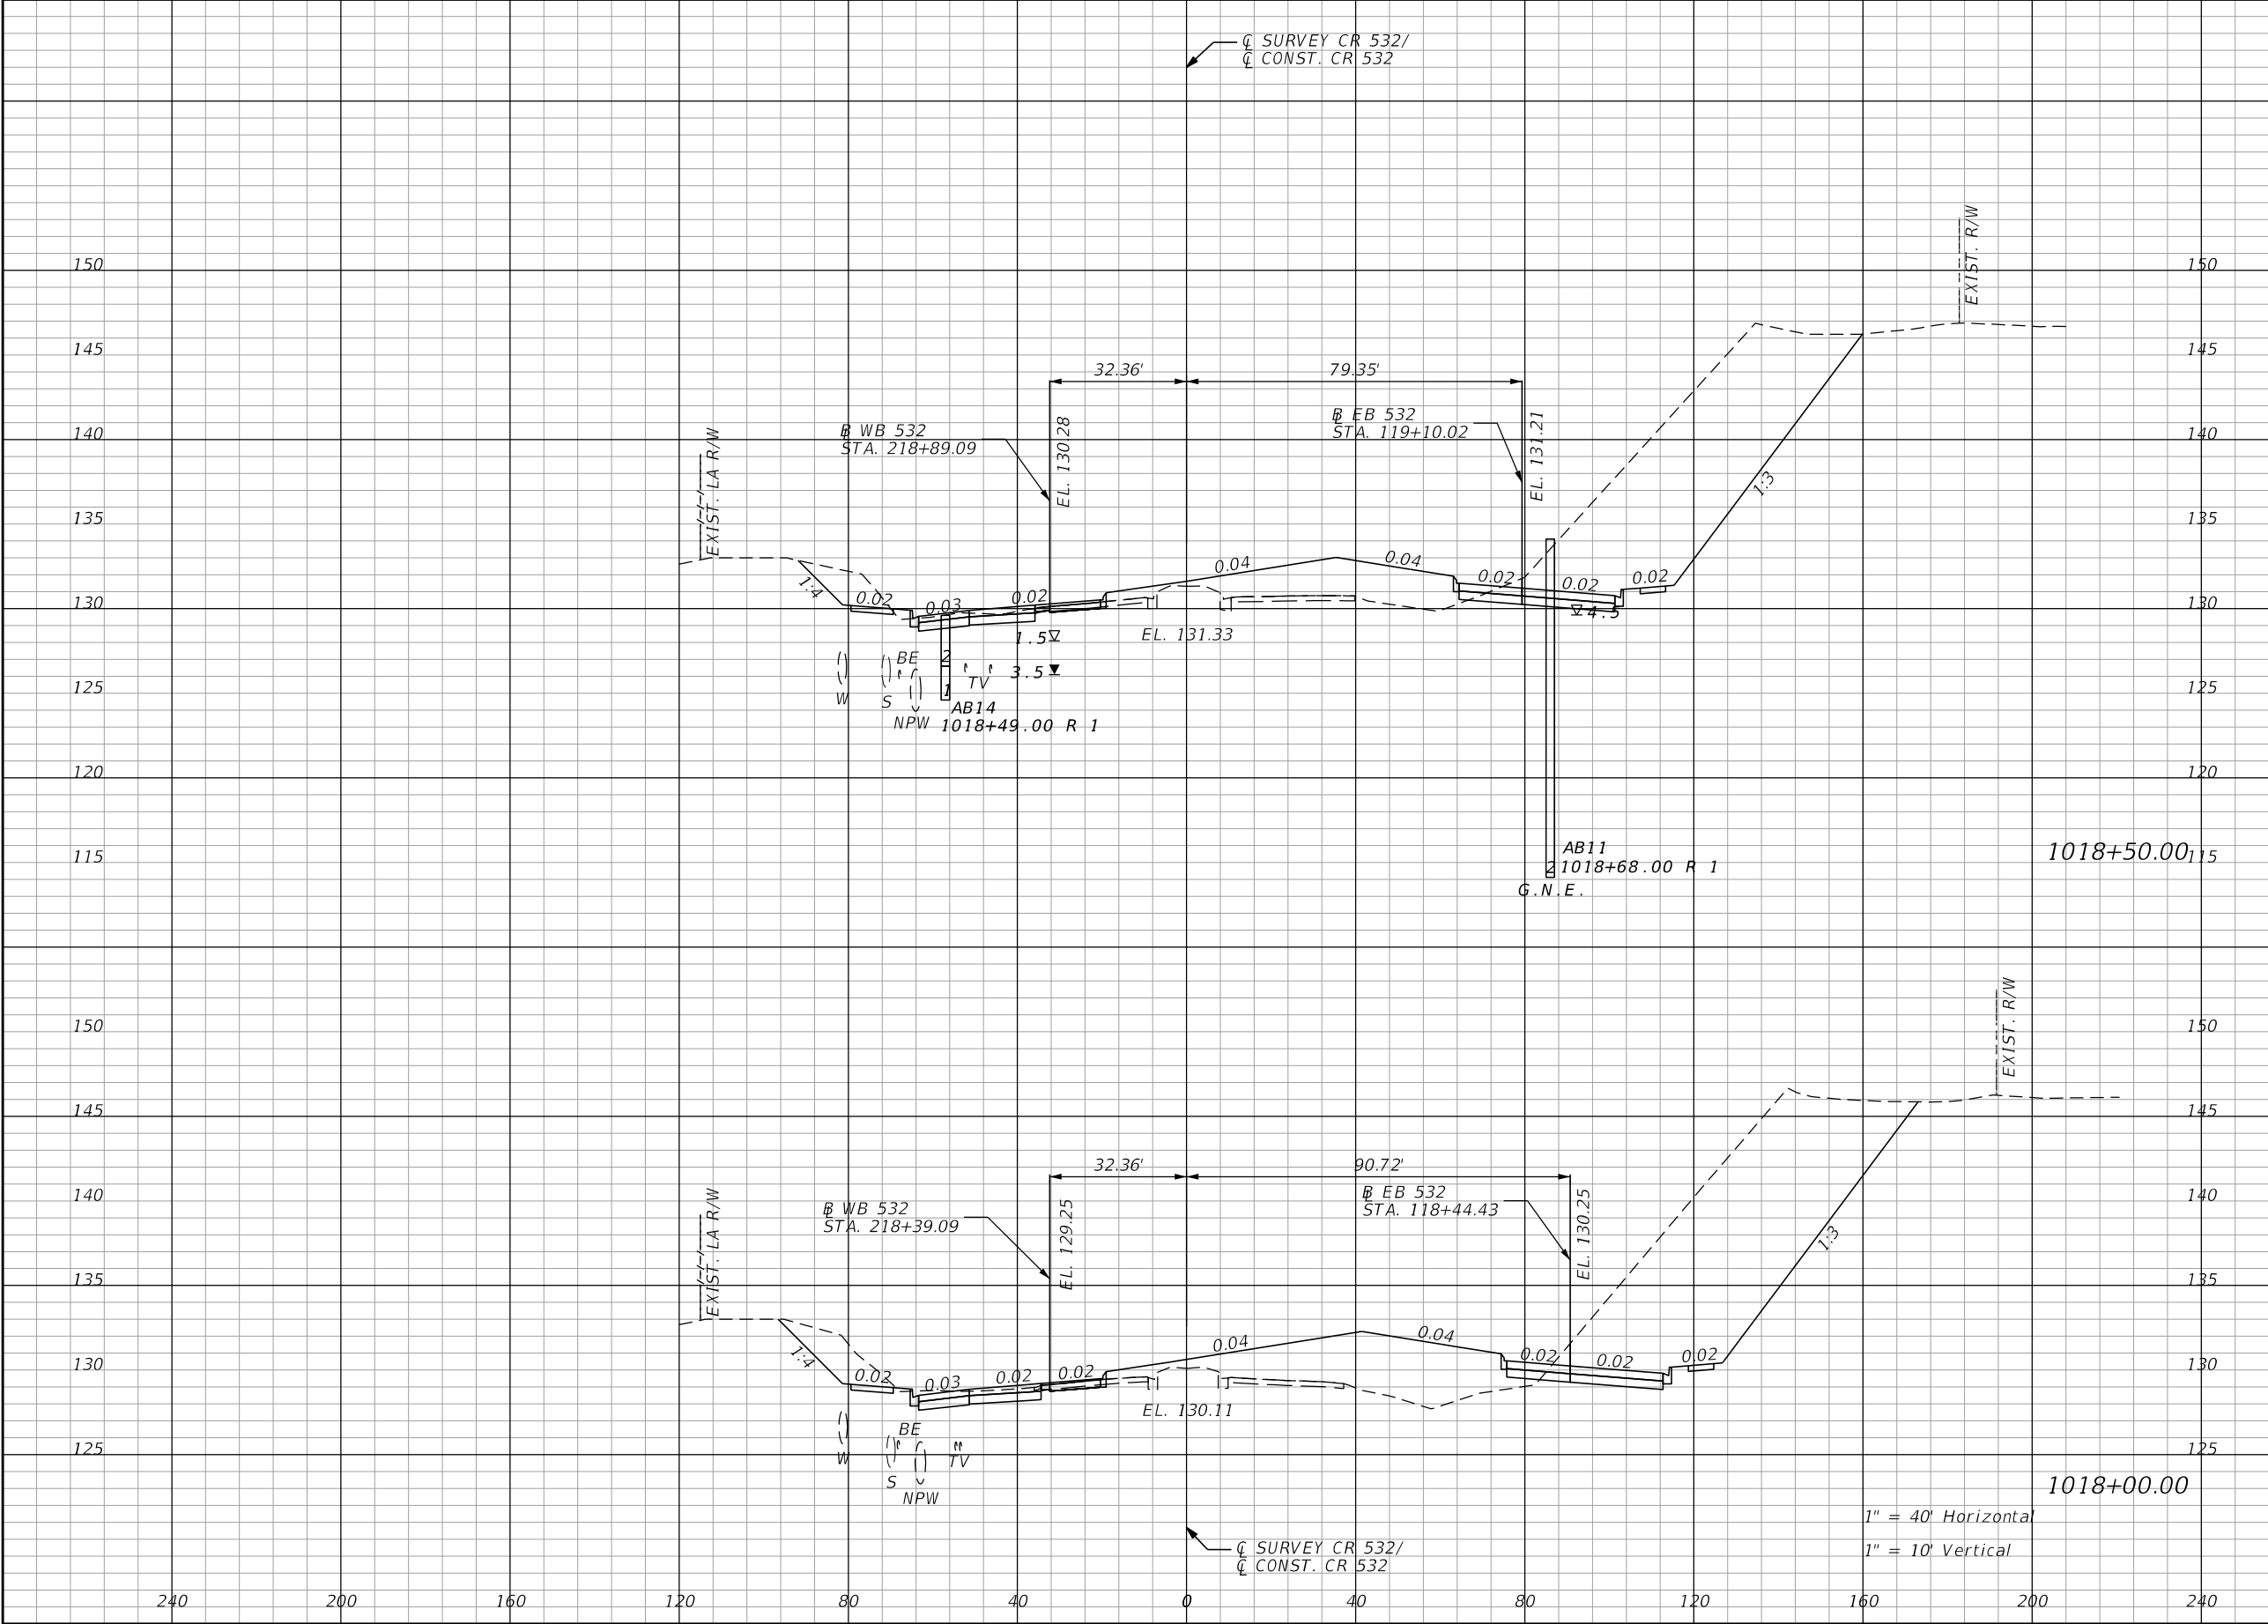 ℄ SURVEY CR 532/
℄ CONST. CR 532
EXIST. R/W
150
150
145
145
32.36'
79.35'
B̲L̲ WB 532
STA. 218+89.09
EL. 130.28
B̲L̲ EB 532
STA. 119+10.02
EL. 131.21
140
140
EXIST. LA R/W
1:3
135
135
1:4
0.02
0.03
0.02
0.04
0.04
0.02
0.02
0.02
130
130
4.5
1.5
EL. 131.33
3.5
BE
2
TV
1
W
S
NPW
125
125
AB14
1018+49.00 R 1
120
120
AB11
2
1018+68.00 R 1
G.N.E.
115
1018+50.00
115
EXIST. R/W
150
150
145
145
32.36'
90.72'
B̲L̲ WB 532
STA. 218+39.09
EL. 129.25
B̲L̲ EB 532
STA. 118+44.43
EL. 130.25
140
140
EXIST. LA R/W
1:3
135
135
1:4
0.02
0.03
0.02
0.02
0.04
0.04
0.02
0.02
0.02
130
130
EL. 130.11
BE
W
TV
S
NPW
125
125
1018+00.00
1" = 40' Horizontal
1" = 10' Vertical
℄ SURVEY CR 532/
℄ CONST. CR 532
240
200
160
120
80
40
0
40
80
120
160
200
240